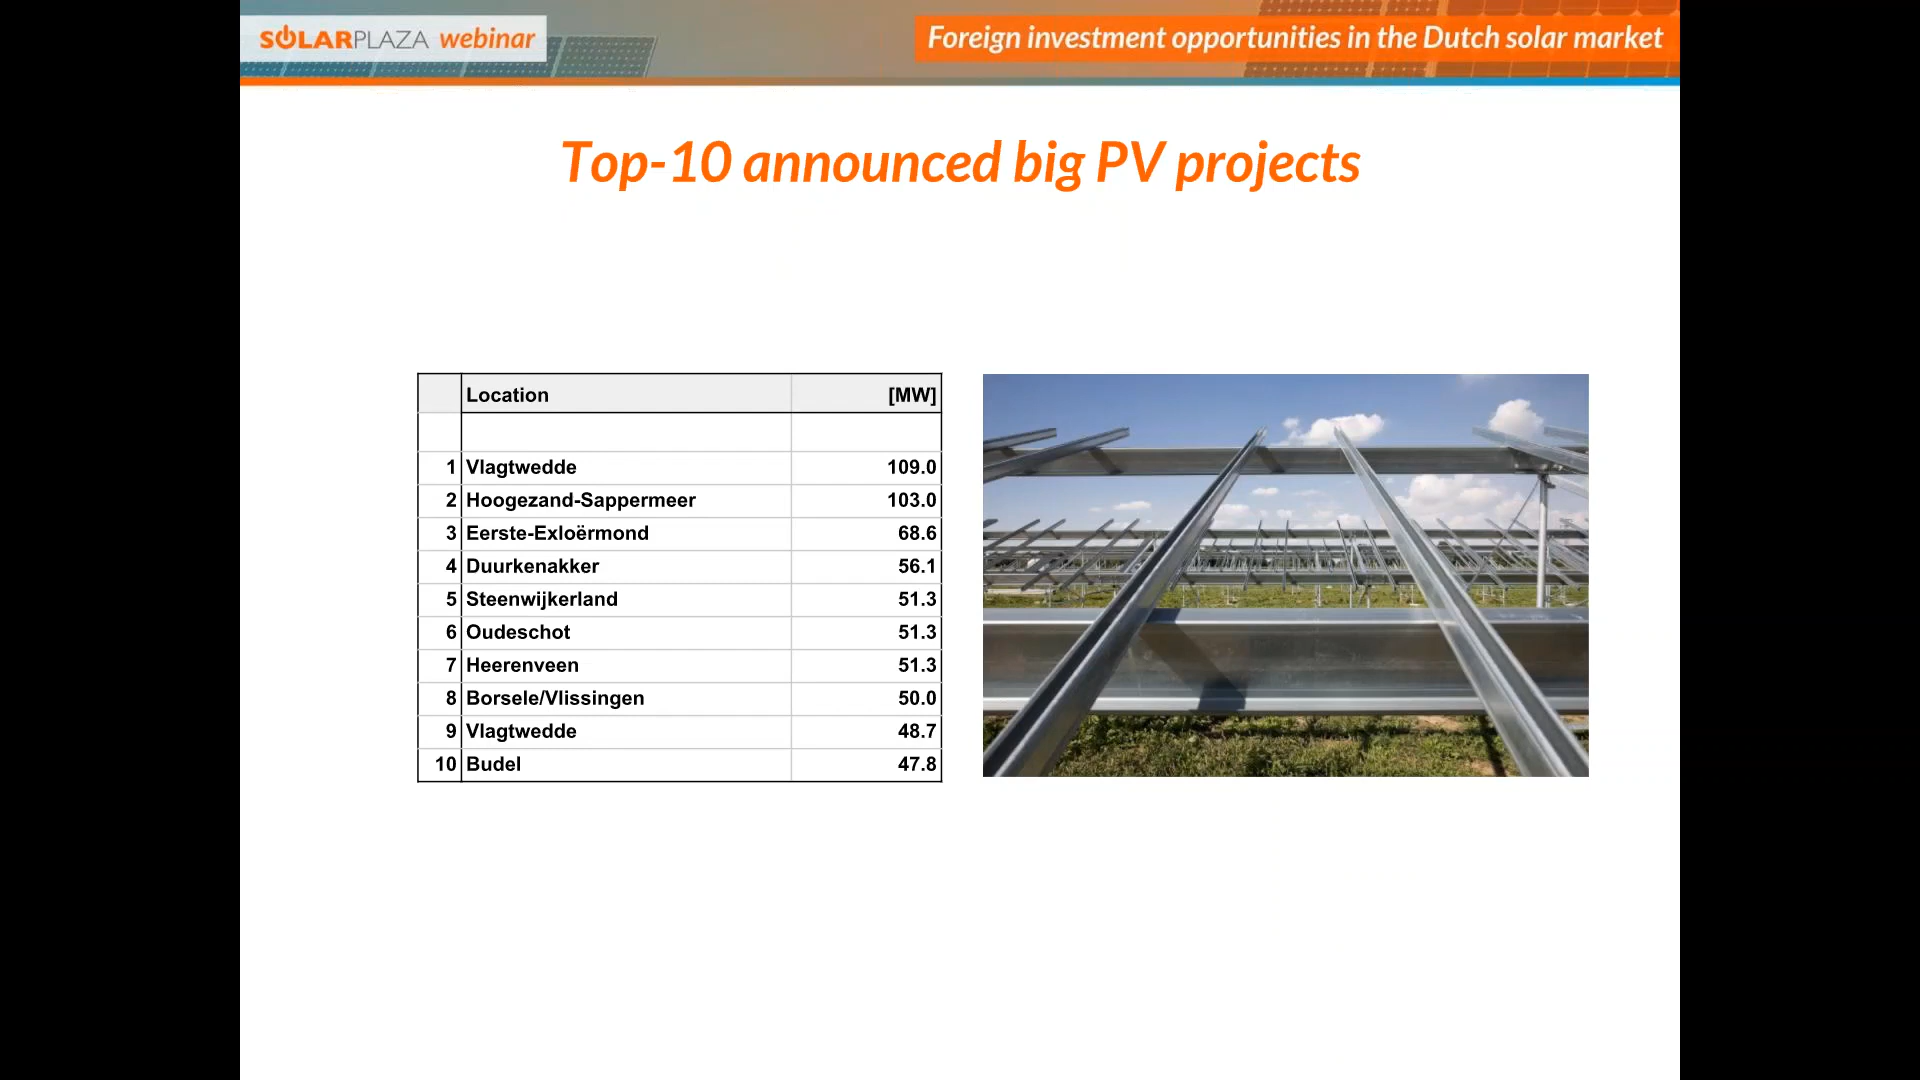 SOLARPLAZA webinar
Foreign investment opportunities in the Dutch solar market
Top-10 announced big PV projects
Location [MW]
1 Vlagtwedde 109.0
2 Hoogezand-Sappermeer 103.0
3 Eerste-Exloërmond 68.6
4 Duurkenakker 56.1
5 Steenwijkerland 51.3
6 Oudeschot 51.3
7 Heerenveen 51.3
8 Borsele/Vlissingen 50.0
9 Vlagtwedde 48.7
10 Budel 47.8